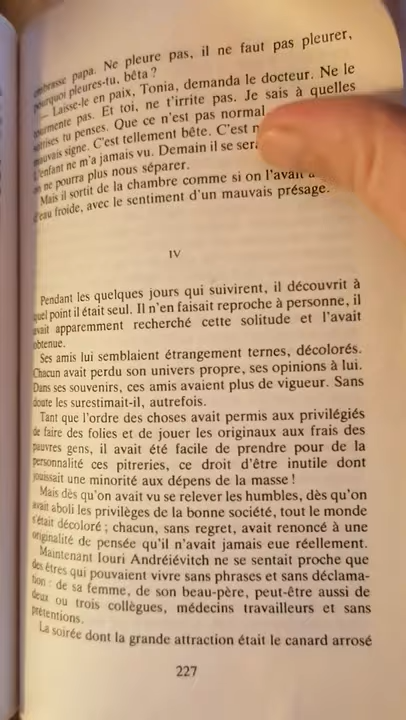 embrasse papa. Ne pleure pas, il ne faut pas pleurer,
pourquoi pleures-tu, bêta ?
— Laisse-le en paix, Tonia, demanda le docteur. Ne le
tourmente pas. Et toi, ne t'irrite pas. Je sais à quelles
tu penses. Que ce n'est pas normal
mauvais signe. C'est tellement bête. C'est
L'enfant ne m'a jamais vu. Demain il se
on ne pourra plus nous séparer.
Mais il sortit de la chambre comme si on l'avait
d'eau froide, avec le sentiment d'un mauvais présage.
IV
Pendant les quelques jours qui suivirent, il découvrit à
quel point il était seul. Il n'en faisait reproche à personne, il
avait apparemment recherché cette solitude et l'avait
obtenue.
Ses amis lui semblaient étrangement ternes, décolorés.
Chacun avait perdu son univers propre, ses opinions à lui.
Dans ses souvenirs, ces amis avaient plus de vigueur. Sans
doute les surestimait-il, autrefois.
Tant que l'ordre des choses avait permis aux privilégiés
de faire des folies et de jouer les originaux aux frais des
pauvres gens, il avait été facile de prendre pour de la
personnalité ces pitreries, ce droit d'être inutile dont
jouissait une minorité aux dépens de la masse !
Mais dès qu'on avait vu se relever les humbles, dès qu'on
avait aboli les privilèges de la bonne société, tout le monde
s'était décoloré ; chacun, sans regret, avait renoncé à une
originalité de pensée qu'il n'avait jamais eue réellement.
Maintenant Iouri Andréiévitch ne se sentait proche que
des êtres qui pouvaient vivre sans phrases et sans déclama-
tion : de sa femme, de son beau-père, peut-être aussi de
deux ou trois collègues, médecins travailleurs et sans
prétentions.
La soirée dont la grande attraction était le canard arrosé
227